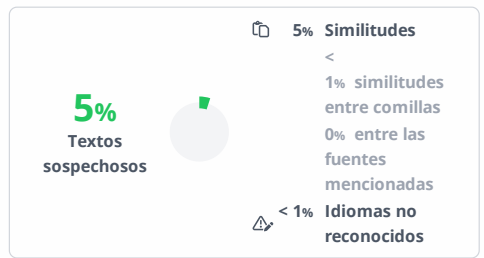 5%
Textos
sospechosos
5% Similitudes
<
1% similitudes
entre comillas
0% entre las
fuentes
mencionadas
< 1% Idiomas no
reconocidos